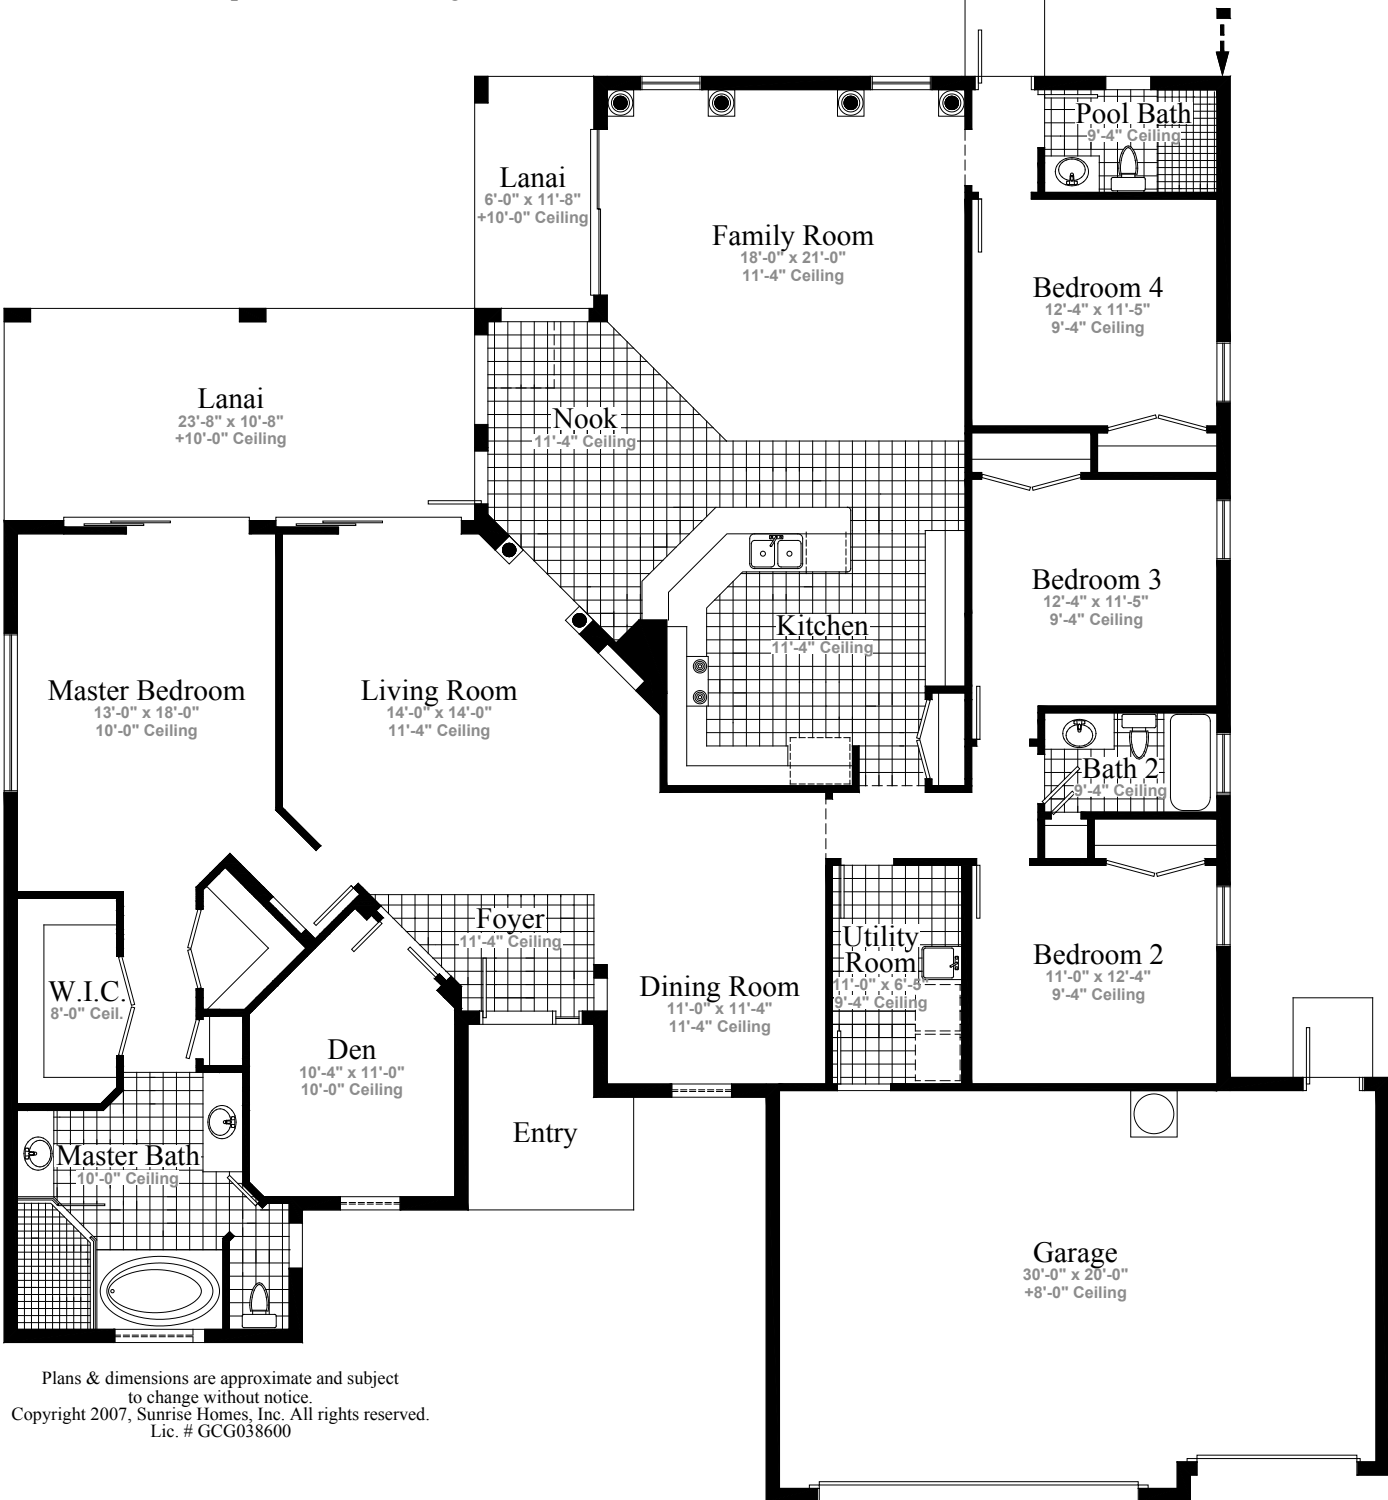 Pool Bath
9'-4" Ceiling
Lanai
6'-0" x 11'-8"
+10'-0" Ceiling
Family Room
18'-0" x 21'-0"
11'-4" Ceiling
Bedroom 4
12'-4" x 11'-5"
9'-4" Ceiling
Lanai
23'-8" x 10'-8"
+10'-0" Ceiling
Nook
11'-4" Ceiling
Bedroom 3
12'-4" x 11'-5"
9'-4" Ceiling
Kitchen
11'-4" Ceiling
Master Bedroom
13'-0" x 18'-0"
10'-0" Ceiling
Living Room
14'-0" x 14'-0"
11'-4" Ceiling
Bath 2
9'-4" Ceiling
Foyer
11'-4" Ceiling
Utility
Room
11'-0" x 6'-5"
9'-4" Ceiling
Bedroom 2
11'-0" x 12'-4"
9'-4" Ceiling
W.I.C.
8'-0" Ceil.
Dining Room
11'-0" x 11'-4"
11'-4" Ceiling
Den
10'-4" x 11'-0"
10'-0" Ceiling
Entry
Master Bath
10'-0" Ceiling
Garage
30'-0" x 20'-0"
+8'-0" Ceiling
Plans & dimensions are approximate and subject
to change without notice.
Copyright 2007, Sunrise Homes, Inc. All rights reserved.
Lic. # GCG038600